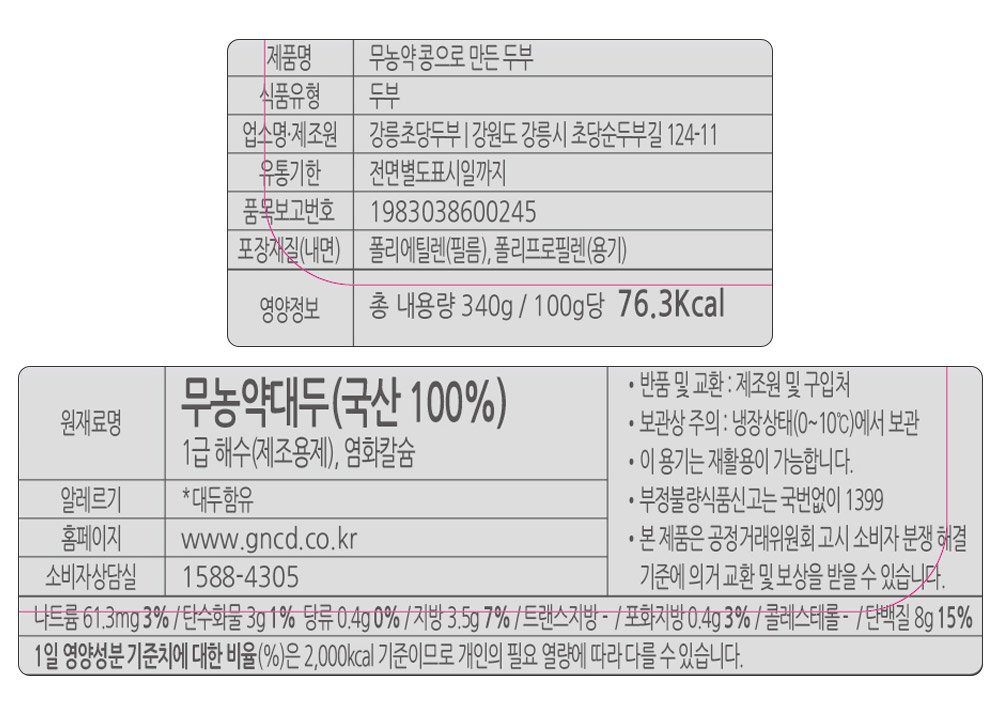 제품명 무농약 콩으로 만든 두부
식품유형 두부
업소명·제조원 강릉초당두부 | 강원도 강릉시 초당순두부길 124-11
유통기한 전면별도표시일까지
품목보고번호 1983038600245
포장재질(내면) 폴리에틸렌(필름), 폴리프로필렌(용기)
영양정보 총 내용량 340g / 100g당 76.3Kcal
원재료명 무농약대두(국산 100%)
1급 해수(제조용제), 염화칼슘
알레르기 *대두함유
홈페이지 www.gncd.co.kr
소비자상담실 1588-4305
• 반품 및 교환 : 제조원 및 구입처
• 보관상 주의 : 냉장상태(0~10℃)에서 보관
• 이 용기는 재활용이 가능합니다.
• 부정불량식품신고는 국번없이 1399
• 본 제품은 공정거래위원회 고시 소비자 분쟁 해결
기준에 의거 교환 및 보상을 받을 수 있습니다.
나트륨 61.3mg 3% / 탄수화물 3g 1% 당류 0.4g 0% / 지방 3.5g 7% / 트랜스지방 - / 포화지방 0.4g 3% / 콜레스테롤 - / 단백질 8g 15%
1일 영양성분 기준치에 대한 비율(%)은 2,000kcal 기준이므로 개인의 필요 열량에 따라 다를 수 있습니다.